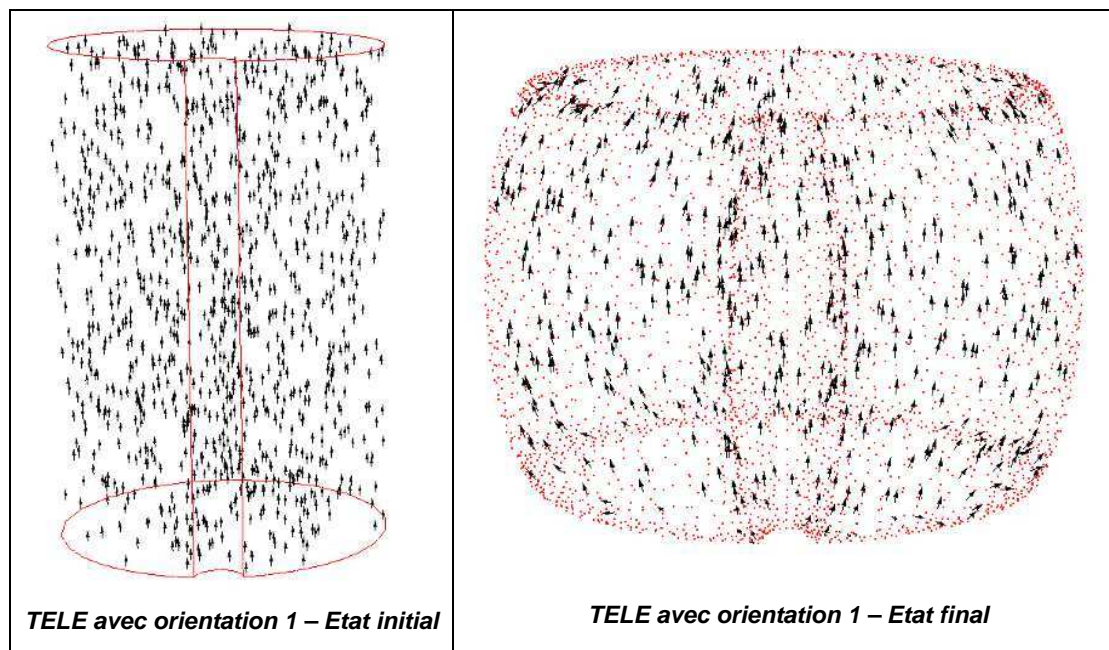 TELE avec orientation 1 – Etat initial
TELE avec orientation 1 – Etat final